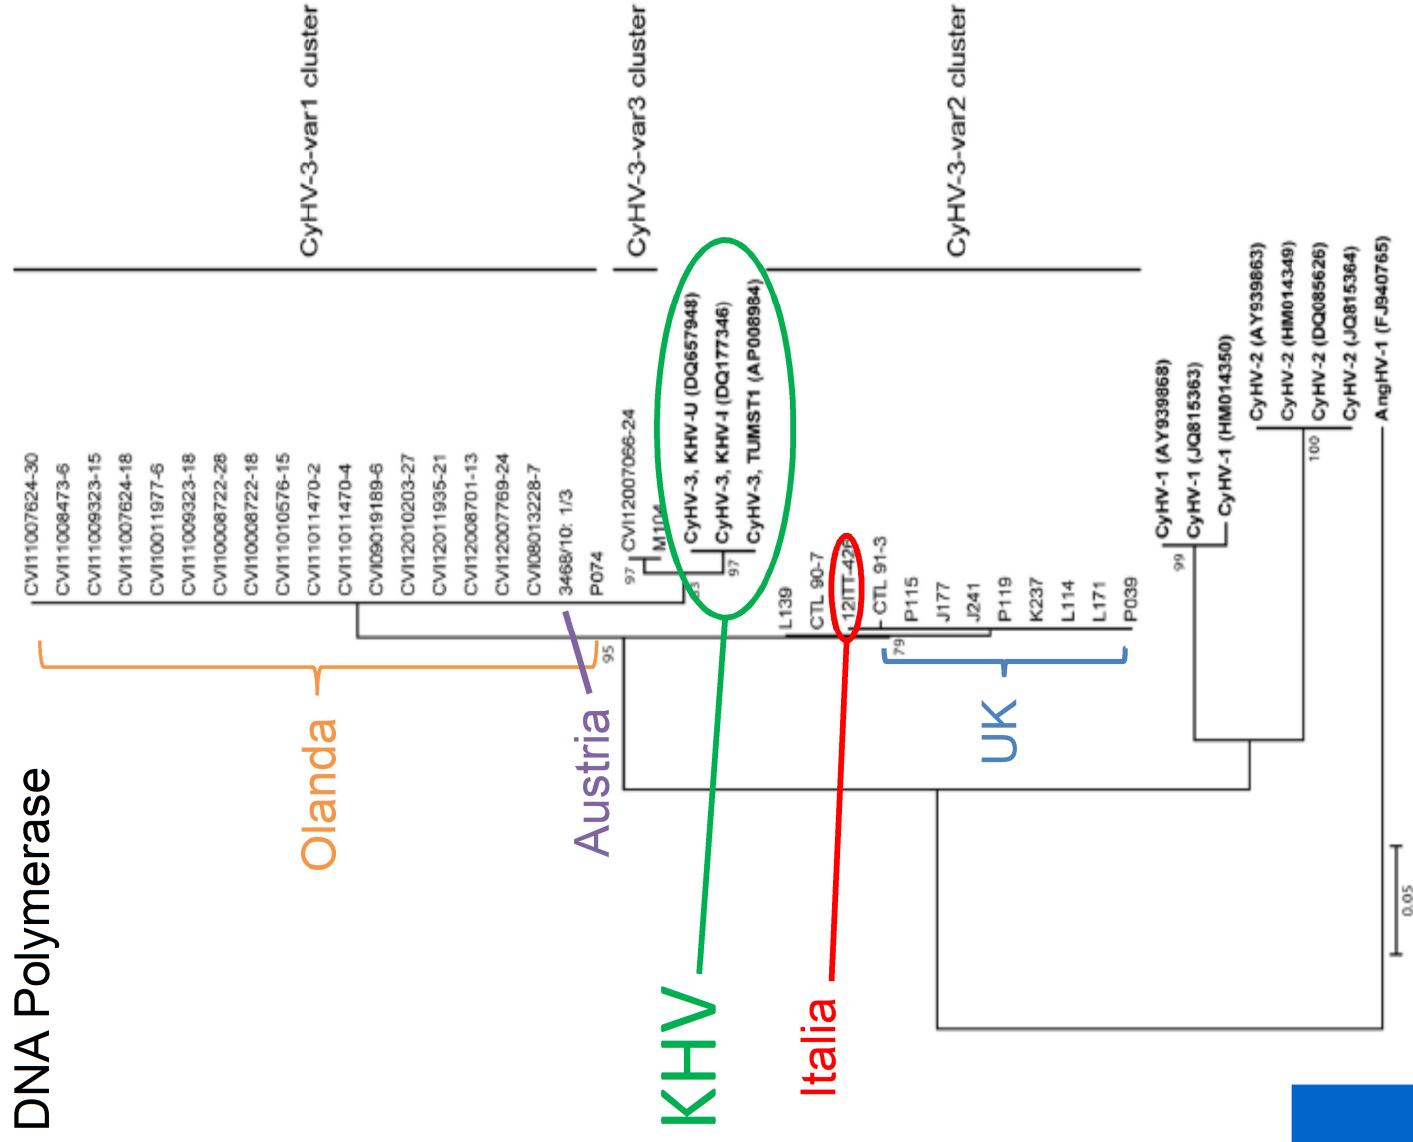 DNA Polymerase
CVI11007624-30
CVI11008473-6
CVI11009323-15
CVI11007624-18
CVI10011977-6
CVI11009323-18
CVI10008722-28
CVI10008722-18
CVI11010576-15
CVI11011470-2
CVI11011470-4
CVI09019189-6
CVI12010203-27
CVI12011935-21
CVI12008701-13
CVI12007769-24
CVI08013228-7
3468/10: 1/3
P074
CyHV-3-var1 cluster
Olanda
Austria
95
CVI12007066-24
97
CyHV-3-var3 cluster
CyHV-3, KHV-U (DQ657948)
CyHV-3, KHV-I (DQ177346)
CyHV-3, TUMST1 (AP008984)
97
KHV
L139
CTL 90-7
CTL 91-3
P115
J177
J241
P119
K237
L114
L171
P039
79
CyHV-3-var2 cluster
Italia
UK
CyHV-1 (AY939868)
CyHV-1 (JQ815363)
CyHV-1 (HM014350)
99
CyHV-2 (AY939863)
CyHV-2 (HM014349)
CyHV-2 (DQ085626)
CyHV-2 (JQ815364)
100
AngHV-1 (FJ940765)
0.05